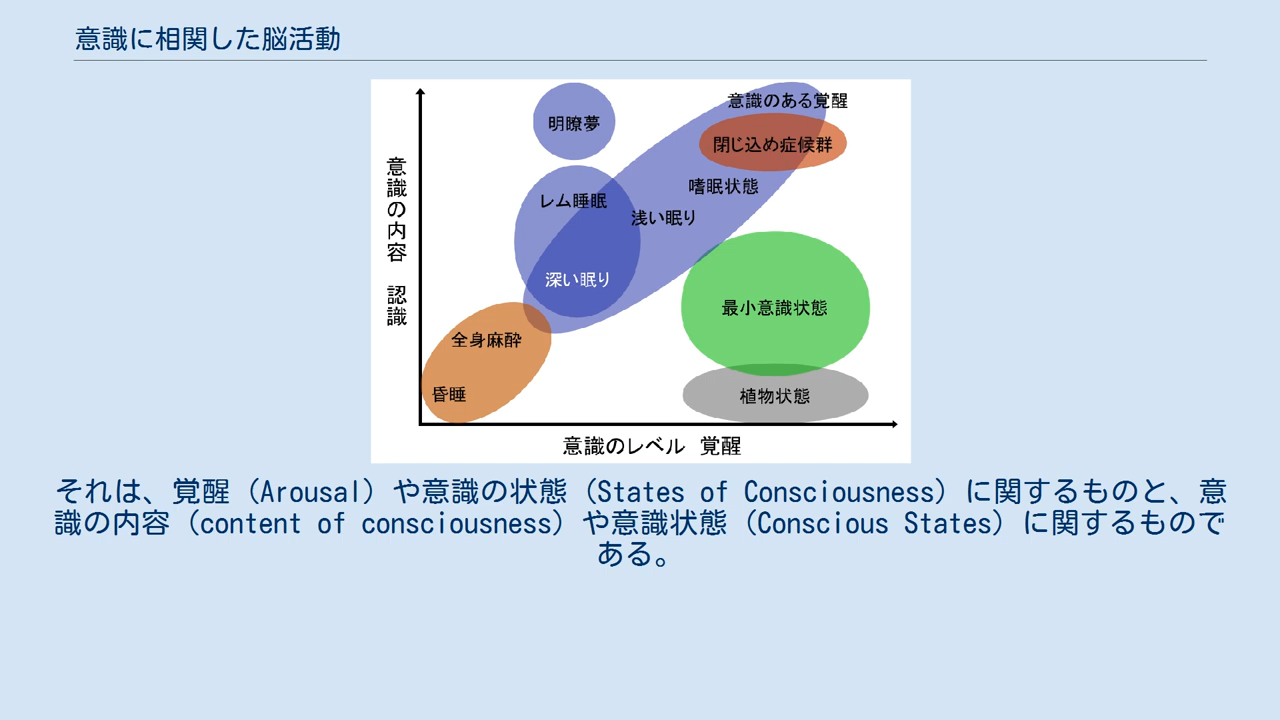 意識に相関した脳活動
明瞭夢
意識のある覚醒
閉じ込め症候群
嗜眠状態
レム睡眠
浅い眠り
深い眠り
最小意識状態
全身麻酔
昏睡
植物状態
意識の内容 認識
意識のレベル 覚醒
それは、覚醒（Arousal）や意識の状態（States of Consciousness）に関するものと、意
識の内容（content of consciousness）や意識状態（Conscious States）に関するもので
ある。